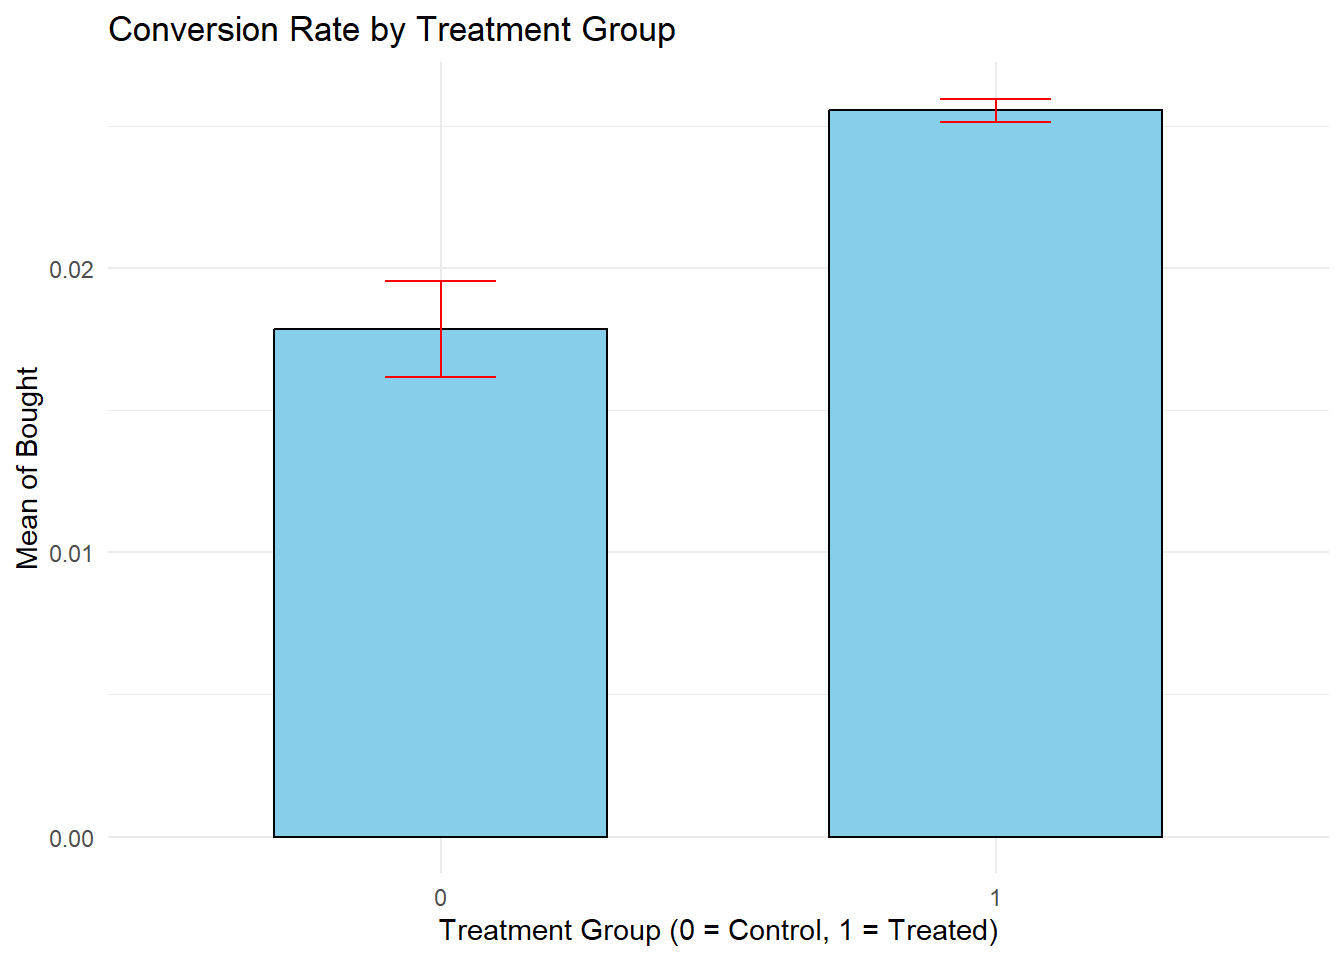 Conversion Rate by Treatment Group
Mean of Bought
0.02
0.01
0.00
0
1
Treatment Group (0 = Control, 1 = Treated)